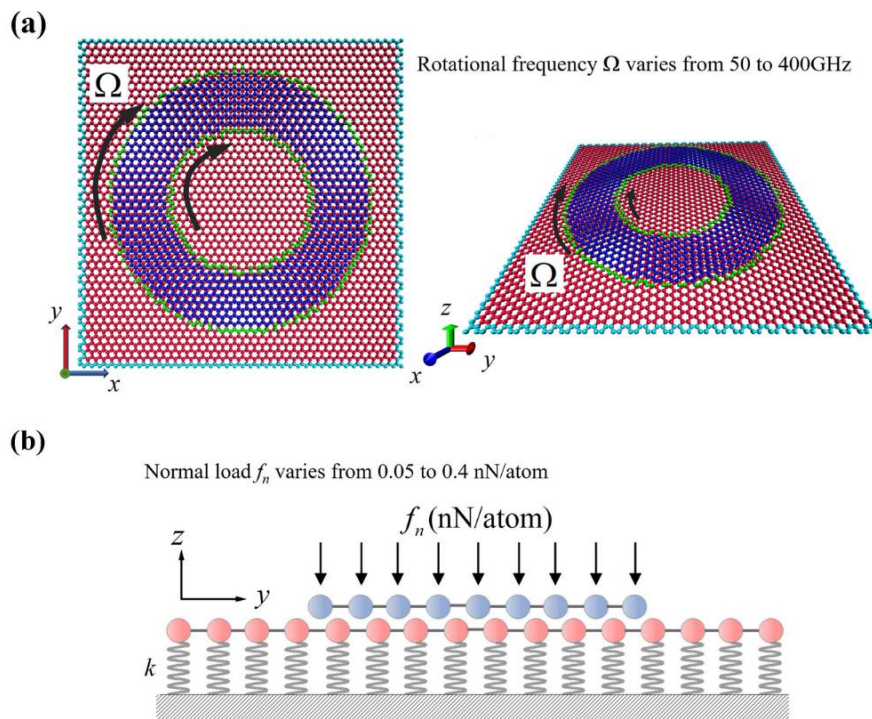 (a)
Ω
Rotational frequency Ω varies from 50 to 400GHz
Ω
y
x
z
x
y
(b)
Normal load fn varies from 0.05 to 0.4 nN/atom
fn (nN/atom)
z
y
k